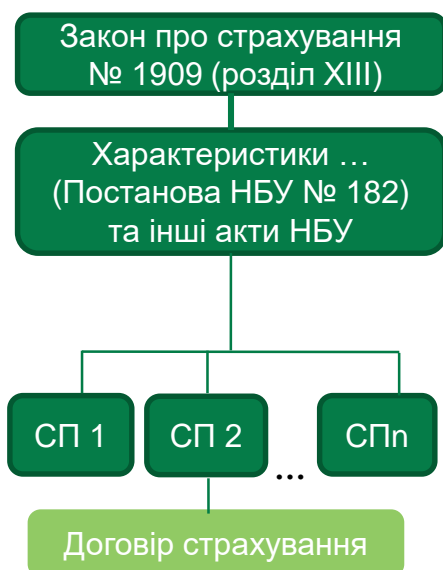 Закон про страхування
№ 1909 (розділ XIII)
Характеристики …
(Постанова НБУ № 182)
та інші акти НБУ
СП 1
СП 2
...
СПn
Договір страхування